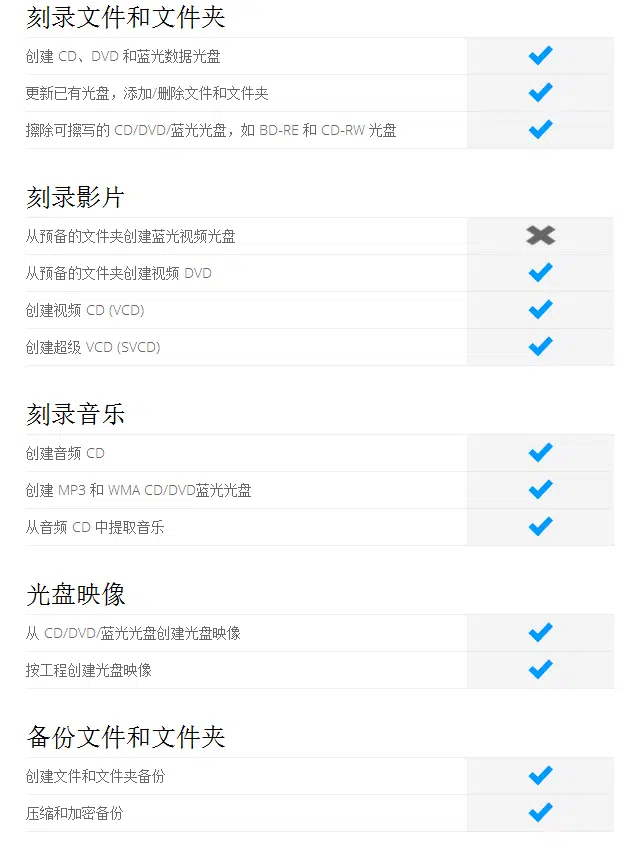 刻录文件和文件夹
创建 CD、DVD 和蓝光数据光盘
更新已有光盘，添加/删除文件和文件夹
擦除可擦写的 CD/DVD/蓝光光盘，如 BD-RE 和 CD-RW 光盘
刻录影片
从预备的文件夹创建蓝光视频光盘
从预备的文件夹创建视频 DVD
创建视频 CD (VCD)
创建超级 VCD (SVCD)
刻录音乐
创建音频 CD
创建 MP3 和 WMA CD/DVD蓝光光盘
从音频 CD 中提取音乐
光盘映像
从 CD/DVD/蓝光光盘创建光盘映像
按工程创建光盘映像
备份文件和文件夹
创建文件和文件夹备份
压缩和加密备份